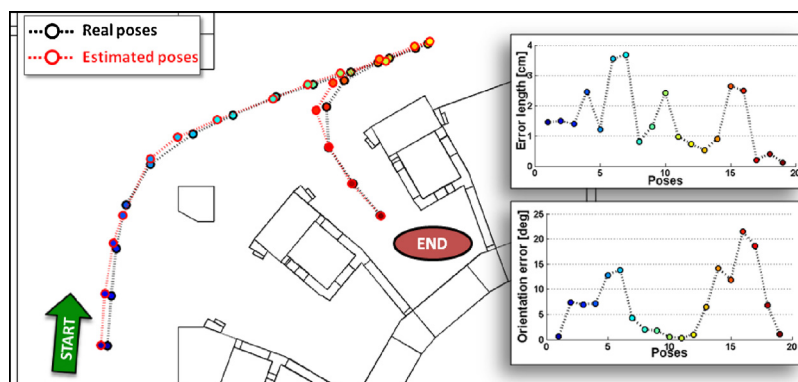 Real poses
Estimated poses
START
END
Error length [cm]
4
3
2
1
0
0
5
10
15
20
Poses
Orientation error [deg]
25
20
15
10
5
0
0
5
10
15
20
Poses